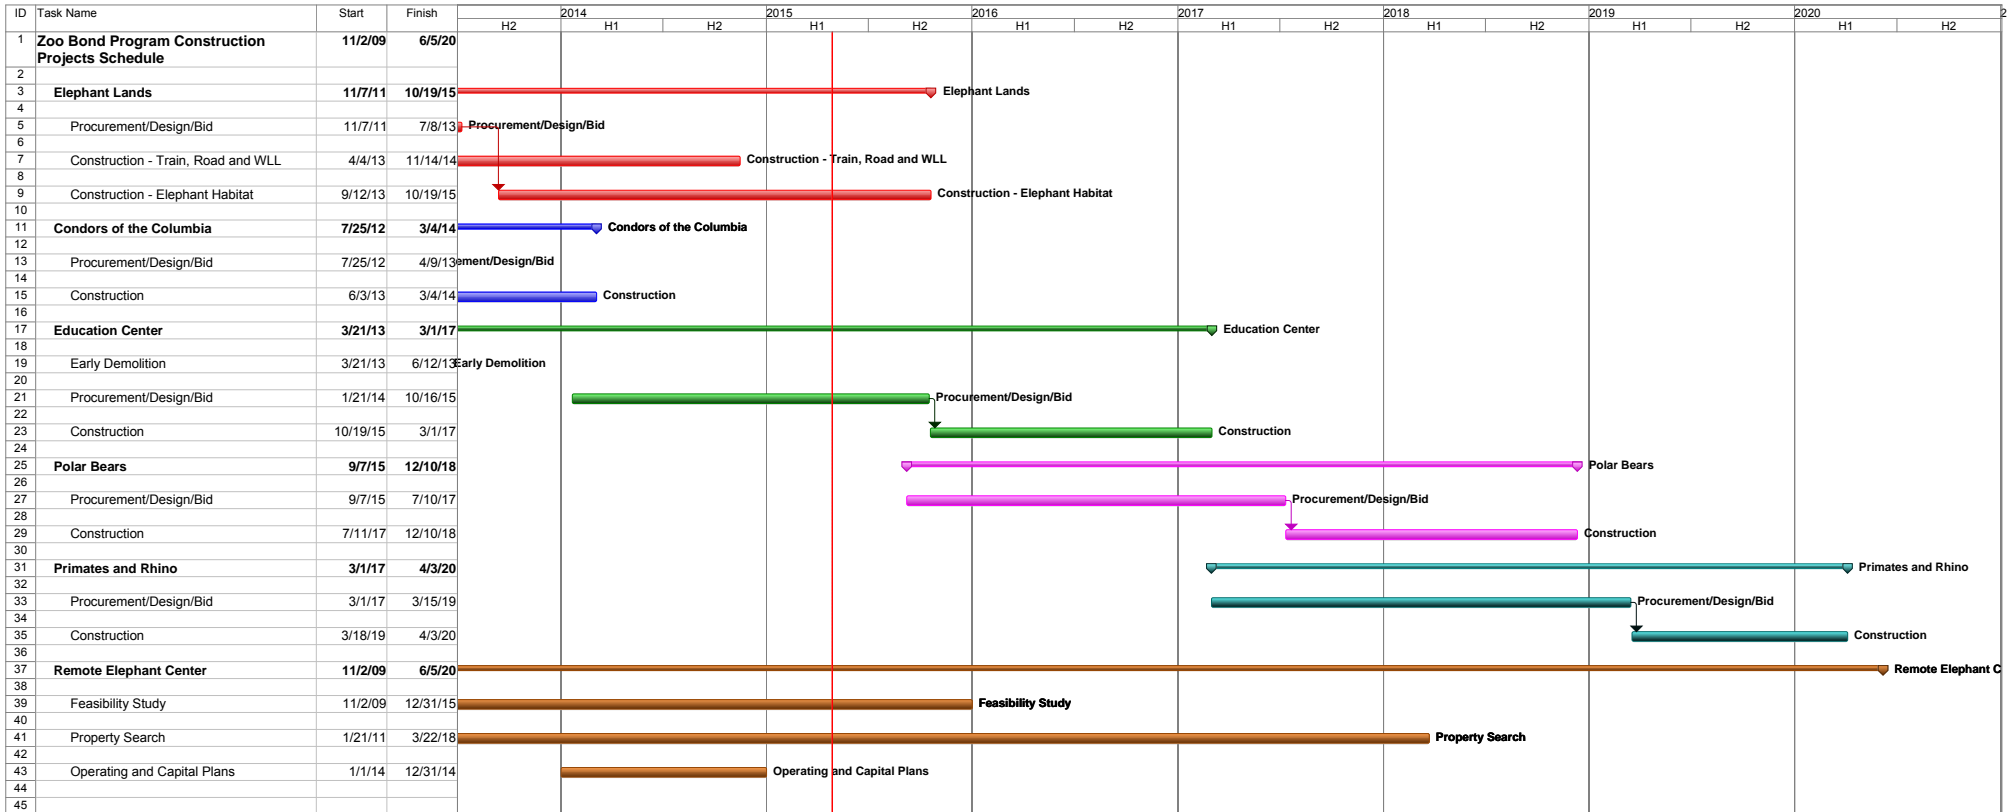 ID Task Name Start Finish 2014 2015 2016 2017 2018 2019 2020 2
H2 H1 H2 H1 H2 H1 H2 H1 H2 H1 H2 H1 H2 H1 H2
1 Zoo Bond Program Construction 11/2/09 6/5/20
Projects Schedule
2
3 Elephant Lands 11/7/11 10/19/15 Elephant Lands
4
5 Procurement/Design/Bid 11/7/11 7/8/13 Procurement/Design/Bid
6
7 Construction - Train, Road and WLL 4/4/13 11/14/14 Construction - Train, Road and WLL
8
9 Construction - Elephant Habitat 9/12/13 10/19/15 Construction - Elephant Habitat
10
11 Condors of the Columbia 7/25/12 3/4/14 Condors of the Columbia
12
13 Procurement/Design/Bid 7/25/12 4/9/13 ement/Design/Bid
14
15 Construction 6/3/13 3/4/14 Construction
16
17 Education Center 3/21/13 3/1/17 Education Center
18
19 Early Demolition 3/21/13 6/12/13 Early Demolition
20
21 Procurement/Design/Bid 1/21/14 10/16/15 Procurement/Design/Bid
22
23 Construction 10/19/15 3/1/17 Construction
24
25 Polar Bears 9/7/15 12/10/18 Polar Bears
26
27 Procurement/Design/Bid 9/7/15 7/10/17 Procurement/Design/Bid
28
29 Construction 7/11/17 12/10/18 Construction
30
31 Primates and Rhino 3/1/17 4/3/20 Primates and Rhino
32
33 Procurement/Design/Bid 3/1/17 3/15/19 Procurement/Design/Bid
34
35 Construction 3/18/19 4/3/20 Construction
36
37 Remote Elephant Center 11/2/09 6/5/20 Remote Elephant C
38
39 Feasibility Study 11/2/09 12/31/15 Feasibility Study
40
41 Property Search 1/21/11 3/22/18 Property Search
42
43 Operating and Capital Plans 1/1/14 12/31/14 Operating and Capital Plans
44
45